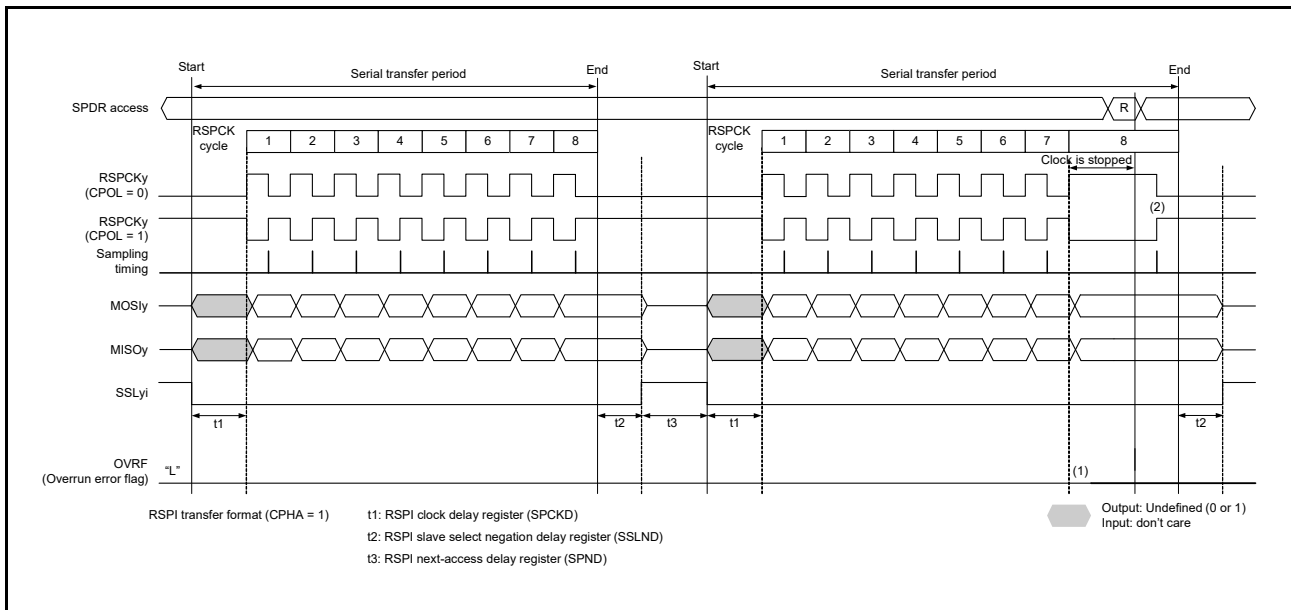 Start
Serial transfer period
End
Start
Serial transfer period
End
SPDR access
R
RSPCK
cycle
1 2 3 4 5 6 7 8
RSPCK
cycle
1 2 3 4 5 6 7 8
Clock is stopped
RSPCKy
(CPOL = 0)
RSPCKy
(CPOL = 1)
(2)
Sampling
timing
MOSIy
MISOy
SSLyi
t1
t2
t3
t1
t2
OVRF
(Overrun error flag)
“L”
(1)
RSPI transfer format (CPHA = 1)
t1: RSPI clock delay register (SPCKD)
t2: RSPI slave select negation delay register (SSLND)
t3: RSPI next-access delay register (SPND)
Output: Undefined (0 or 1)
Input: don’t care